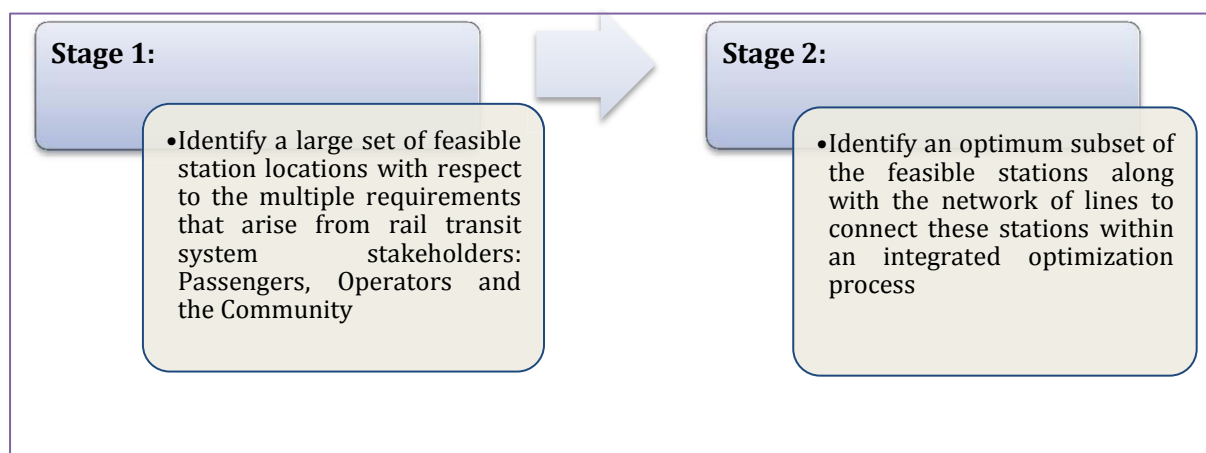 Stage 1:
•Identify a large set of feasible
station locations with respect
to the multiple requirements
that arise from rail transit
system stakeholders:
Passengers, Operators and
the Community
Stage 2:
•Identify an optimum subset of
the feasible stations along
with the network of lines to
connect these stations within
an integrated optimization
process